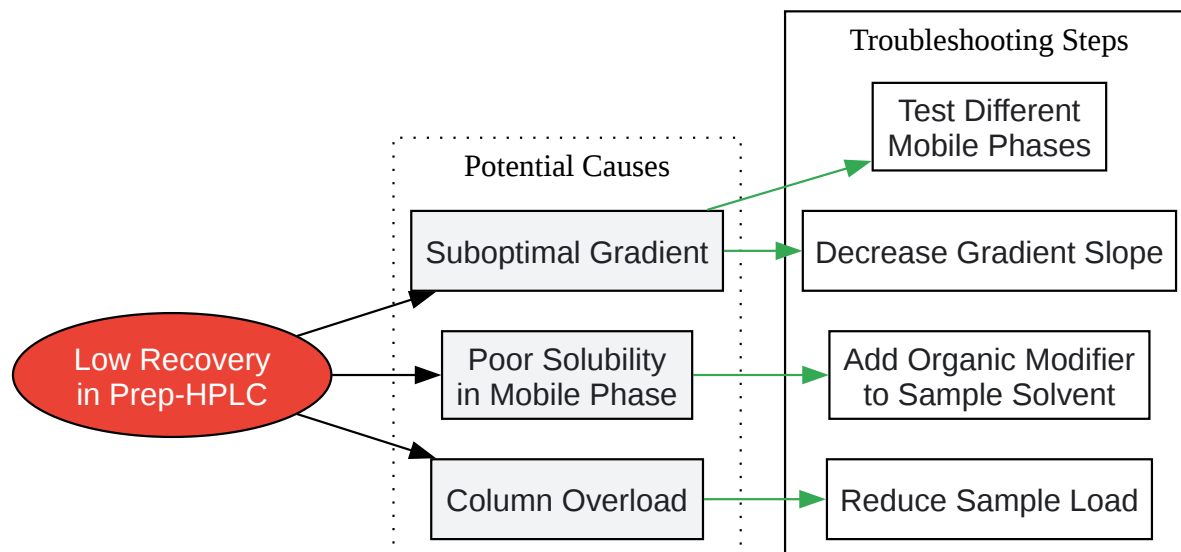 Troubleshooting Steps
Test Different
Mobile Phases
Potential Causes
Suboptimal Gradient
Decrease Gradient Slope
Low Recovery
in Prep-HPLC
Poor Solubility
in Mobile Phase
Add Organic Modifier
to Sample Solvent
Column Overload
Reduce Sample Load